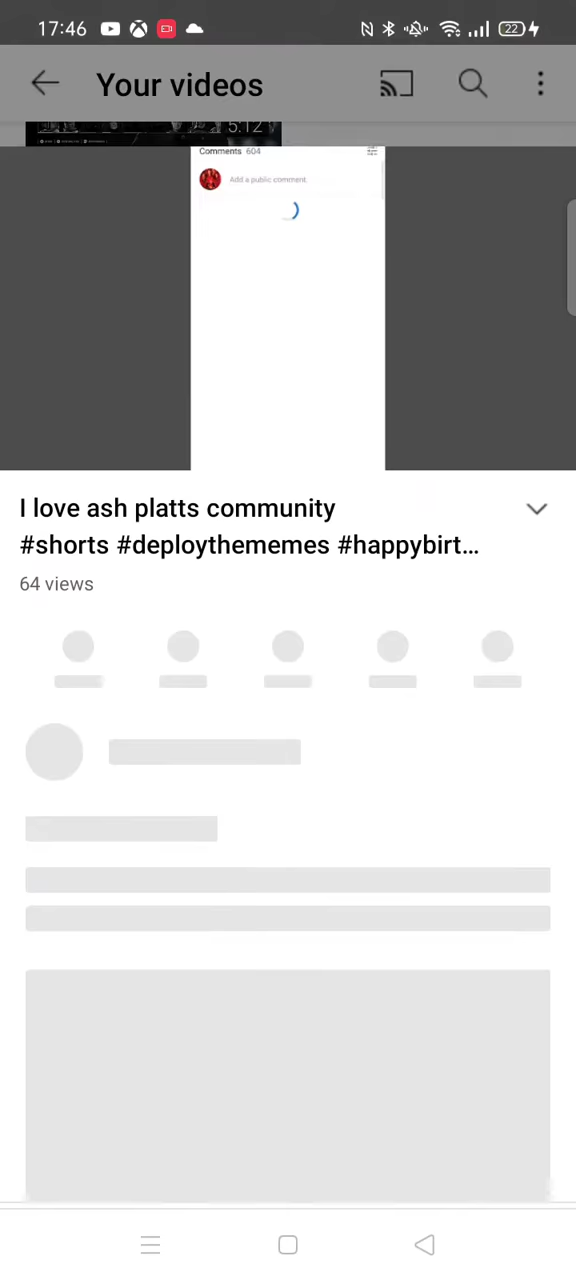 17:46
22
Your videos
5:12
Comments 604
Add a public comment
I love ash platts community
#shorts #deploythememes #happybirt...
64 views